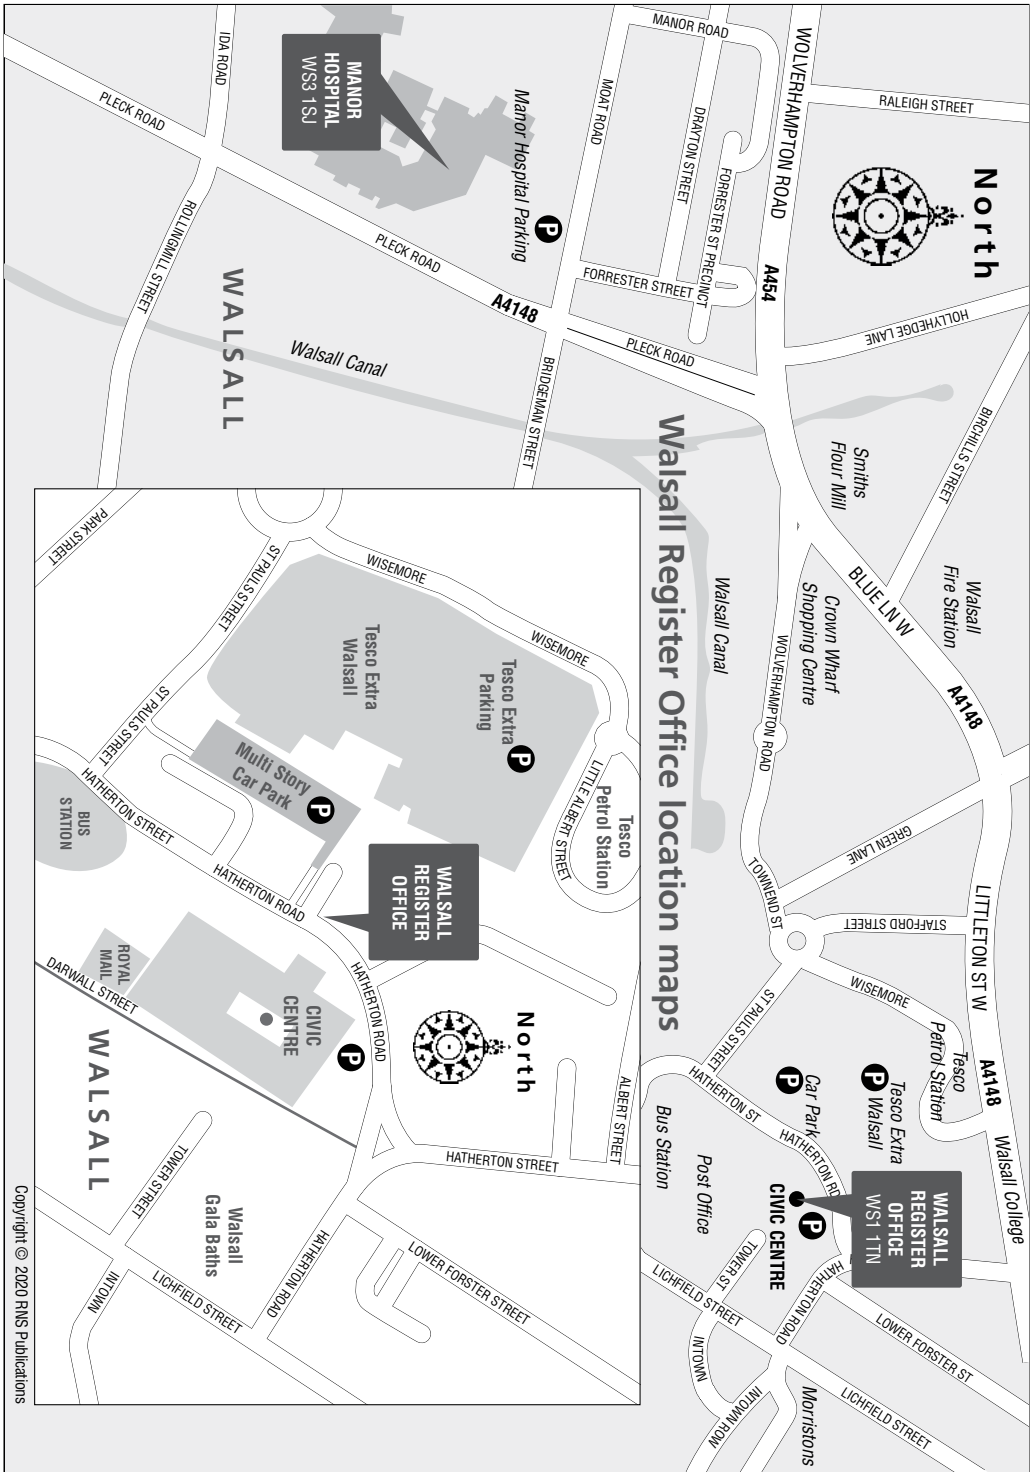 Walsall Register Office location maps
North
WOLVERHAMPTON ROAD
RALEIGH STREET
MANOR ROAD
MOAT ROAD
DRAYTON STREET
FORRESTER ST PRECINCT
FORRESTER STREET
A454
HOLLYHEDGE LANE
BIRCHILLS STREET
Smiths
Flour Mill
Walsall
Fire Station
BLUE LN W
A4148
Crown Wharf
Shopping Centre
WOLVERHAMPTON ROAD
Walsall Canal
GREEN LANE
TOWNEND ST
STAFFORD STREET
LITTLETON ST W
A4148
WISEMORE
ST PAULS STREET
Tesco
Petrol Station
Walsall College
Tesco Extra
Walsall
P
Car Park
P
HATHERTON ST
HATHERTON RD
WALSALL
REGISTER
OFFICE
WS1 1TN
P
CIVIC CENTRE
Post Office
Bus Station
TOWER ST
HATHERTON ROAD
LOWER FORSTER ST
LICHFIELD STREET
LICHFIELD STREET
INTOWN
INTOWN ROW
Morristons
IDA ROAD
PLECK ROAD
MANOR
HOSPITAL
WS3 1SJ
Manor Hospital Parking
P
PLECK ROAD
A4148
PLECK ROAD
ROLLINGMILL STREET
WALSALL
Walsall Canal
BRIDGEMAN STREET
PARK STREET
ST PAULS STREET
WISEMORE
WISEMORE
Tesco Extra
Walsall
Tesco Extra
Parking
P
LITTLE ALBERT STREET
Tesco
Petrol Station
ST PAULS STREET
Multi Story
Car Park
P
HATHERTON STREET
BUS
STATION
HATHERTON ROAD
WALSALL
REGISTER
OFFICE
HATHERTON ROAD
ROYAL
MAIL
DARWALL STREET
CIVIC
CENTRE
P
North
ALBERT STREET
HATHERTON STREET
WALSALL
TOWER STREET
Walsall
Gala Baths
HATHERTON ROAD
LOWER FORSTER STREET
LICHFIELD STREET
INTOWN
Copyright © 2020 RNS Publications